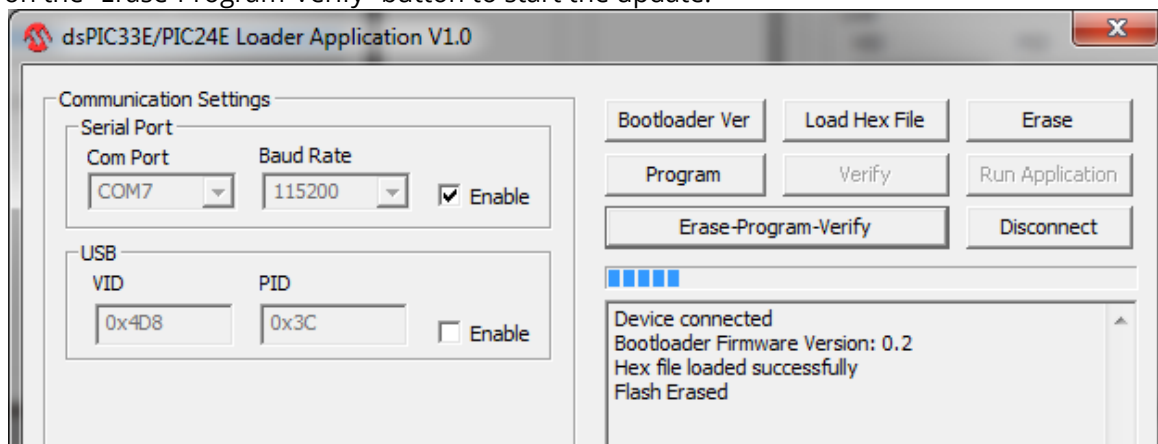 on the "Erase-Program-Verify" button to start the update.
dsPIC33E/PIC24E Loader Application V1.0
Communication Settings
Serial Port
Com Port Baud Rate
COM7 115200 Enable
USB
VID PID
0x4D8 0x3C Enable
Bootloader Ver Load Hex File Erase
Program Verify Run Application
Erase-Program-Verify Disconnect
Device connected
Bootloader Firmware Version: 0.2
Hex file loaded successfully
Flash Erased